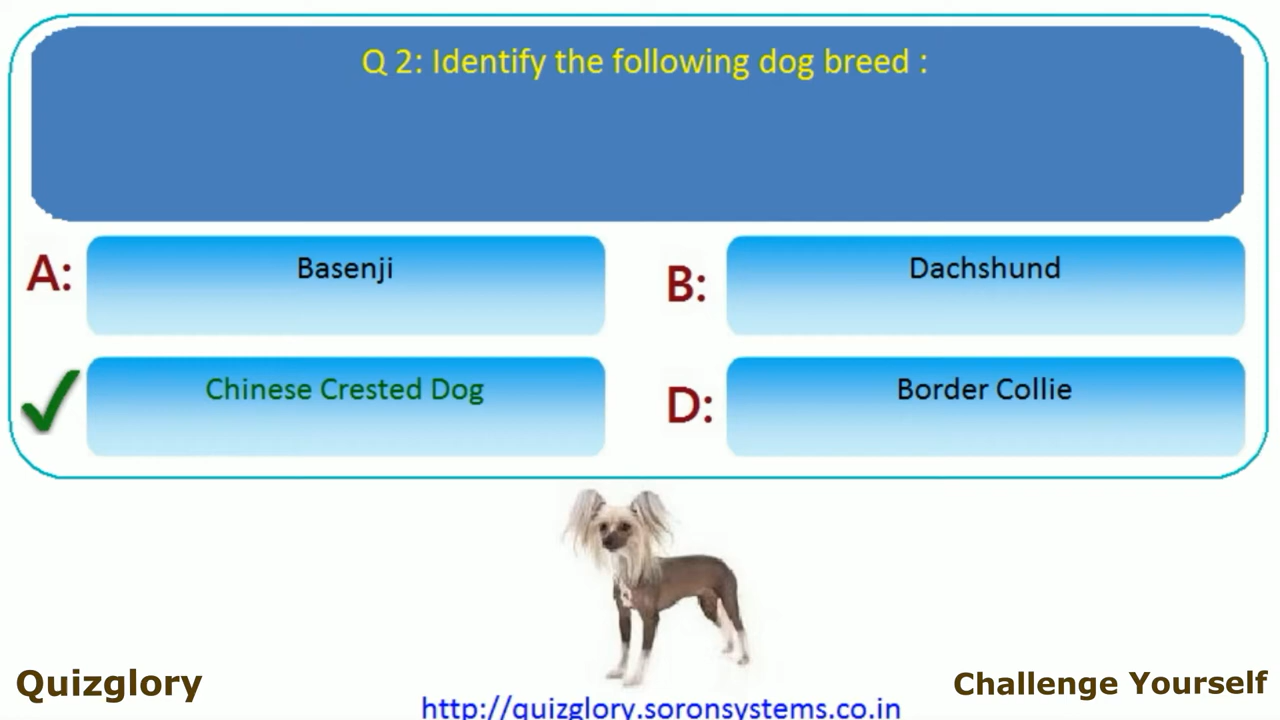 Q 2: Identify the following dog breed :
A: Basenji
B: Dachshund
Chinese Crested Dog
D: Border Collie
Quizglory
Challenge Yourself
http://quizglory.soronsystems.co.in